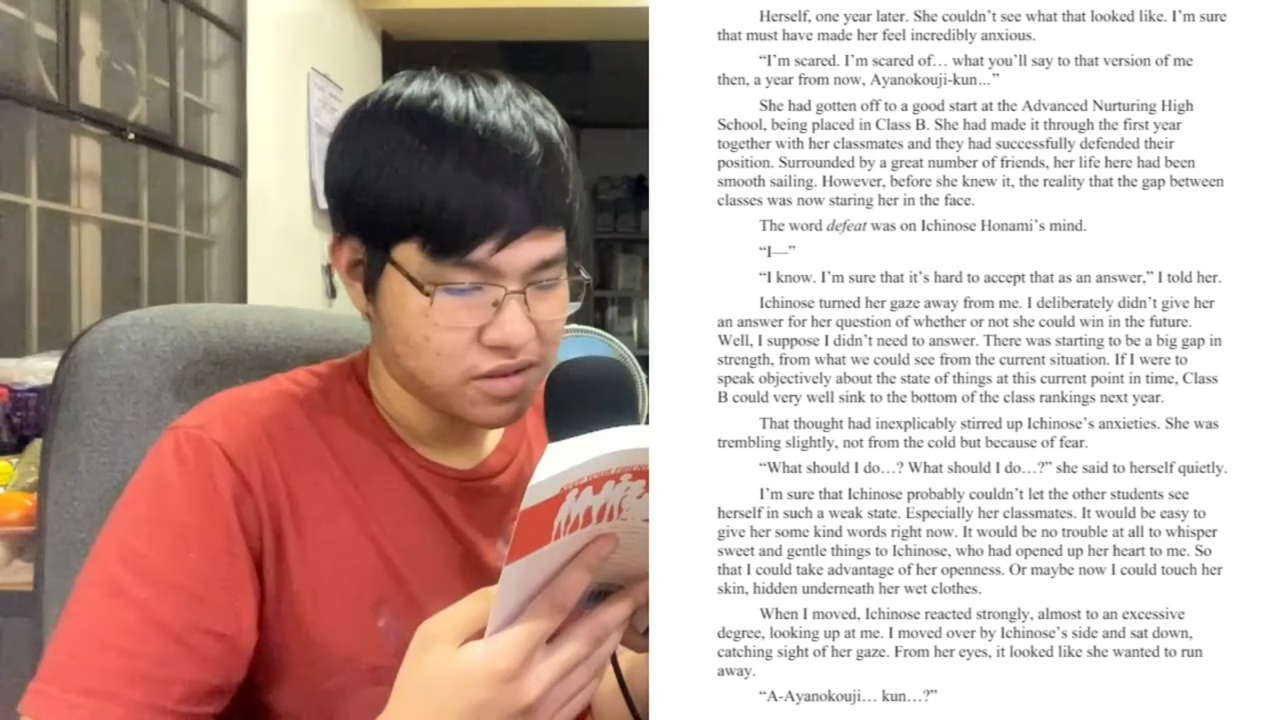 Herself, one year later. She couldn’t see what that looked like. I’m sure
that must have made her feel incredibly anxious.
“I’m scared. I’m scared of… what you’ll say to that version of me
then, a year from now, Ayanokouji-kun...”
She had gotten off to a good start at the Advanced Nurturing High
School, being placed in Class B. She had made it through the first year
together with her classmates and they had successfully defended their
position. Surrounded by a great number of friends, her life here had been
smooth sailing. However, before she knew it, the reality that the gap between
classes was now staring her in the face.
The word defeat was on Ichinose Honami’s mind.
“I—”
“I know. I’m sure that it’s hard to accept that as an answer,” I told her.
Ichinose turned her gaze away from me. I deliberately didn’t give her
an answer for her question of whether or not she could win in the future.
Well, I suppose I didn’t need to answer. There was starting to be a big gap in
strength, from what we could see from the current situation. If I were to
speak objectively about the state of things at this current point in time, Class
B could very well sink to the bottom of the class rankings next year.
That thought had inexplicably stirred up Ichinose’s anxieties. She was
trembling slightly, not from the cold but because of fear.
“What should I do…? What should I do…?” she said to herself quietly.
I’m sure that Ichinose probably couldn’t let the other students see
herself in such a weak state. Especially her classmates. It would be easy to
give her some kind words right now. It would be no trouble at all to whisper
sweet and gentle things to Ichinose, who had opened up her heart to me. So
that I could take advantage of her openness. Or maybe now I could touch her
skin, hidden underneath her wet clothes.
When I moved, Ichinose reacted strongly, almost to an excessive
degree, looking up at me. I moved over by Ichinose’s side and sat down,
catching sight of her gaze. From her eyes, it looked like she wanted to run
away.
“A-Ayanokouji… kun…?”